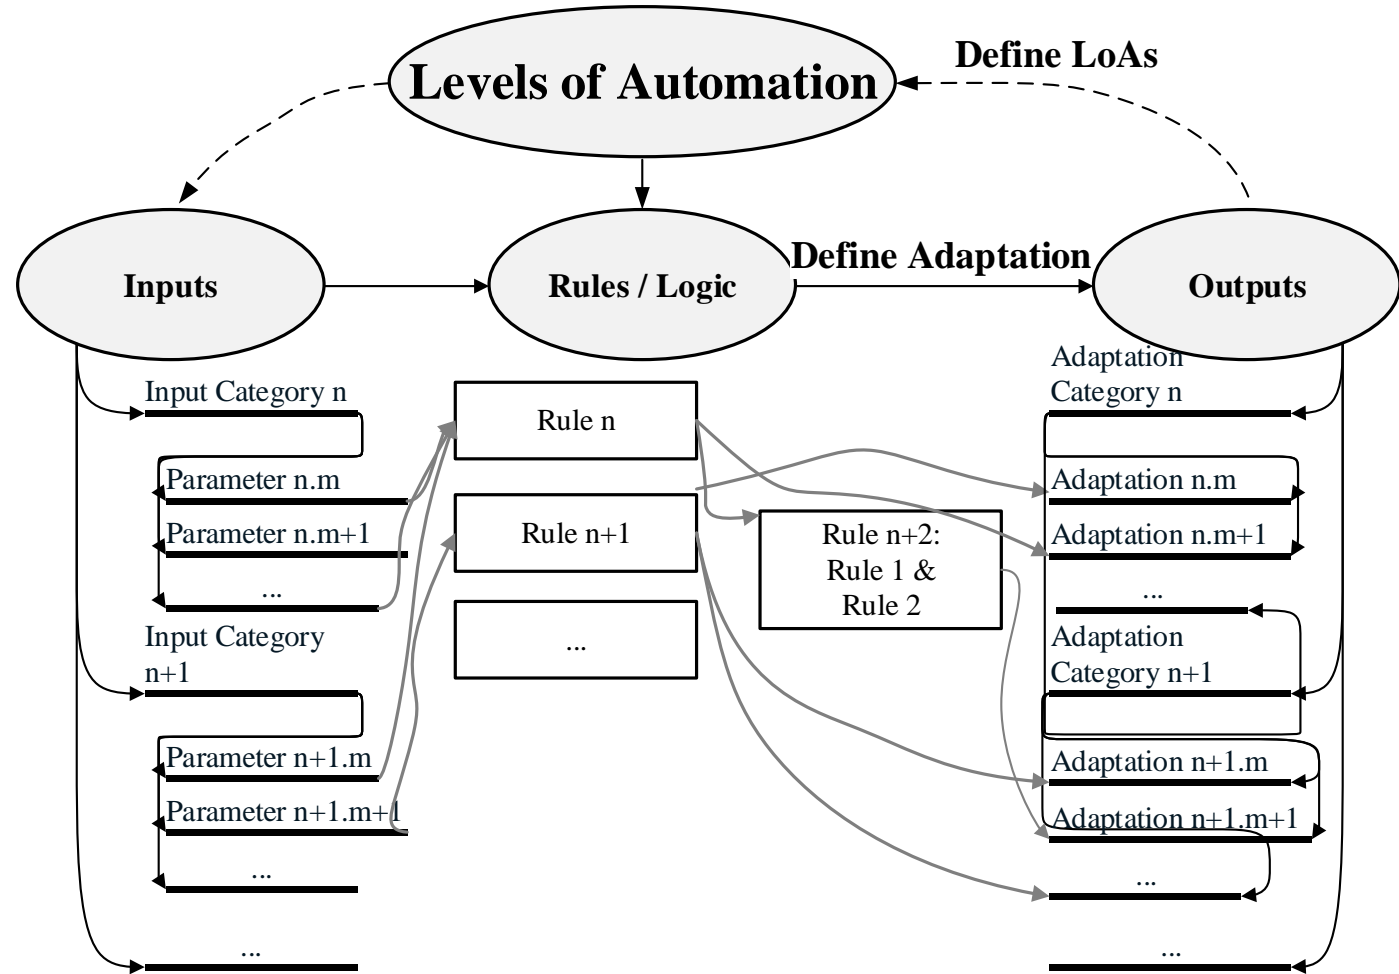 Define LoAs
Levels of Automation
Inputs
Rules / Logic
Define Adaptation
Outputs
Input Category n
Parameter n.m
Parameter n.m+1
...
Input Category
n+1
Parameter n+1.m
Parameter n+1.m+1
...
...
Rule n
Rule n+1
...
Rule n+2:
Rule 1 &
Rule 2
Adaptation
Category n
Adaptation n.m
Adaptation n.m+1
...
Adaptation
Category n+1
Adaptation n+1.m
Adaptation n+1.m+1
...
...